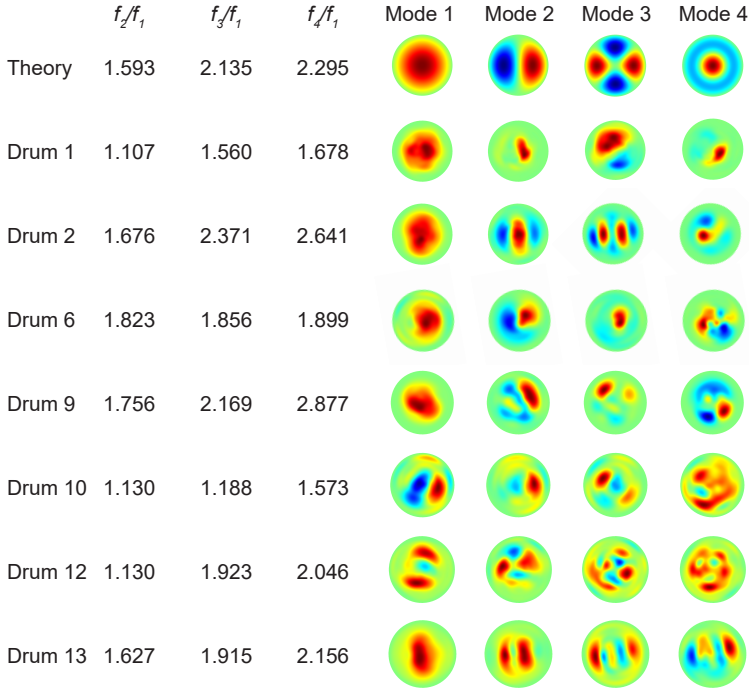 f2/f1 f3/f1 f4/f1 Mode 1 Mode 2 Mode 3 Mode 4
Theory 1.593 2.135 2.295
Drum 1 1.107 1.560 1.678
Drum 2 1.676 2.371 2.641
Drum 6 1.823 1.856 1.899
Drum 9 1.756 2.169 2.877
Drum 10 1.130 1.188 1.573
Drum 12 1.130 1.923 2.046
Drum 13 1.627 1.915 2.156